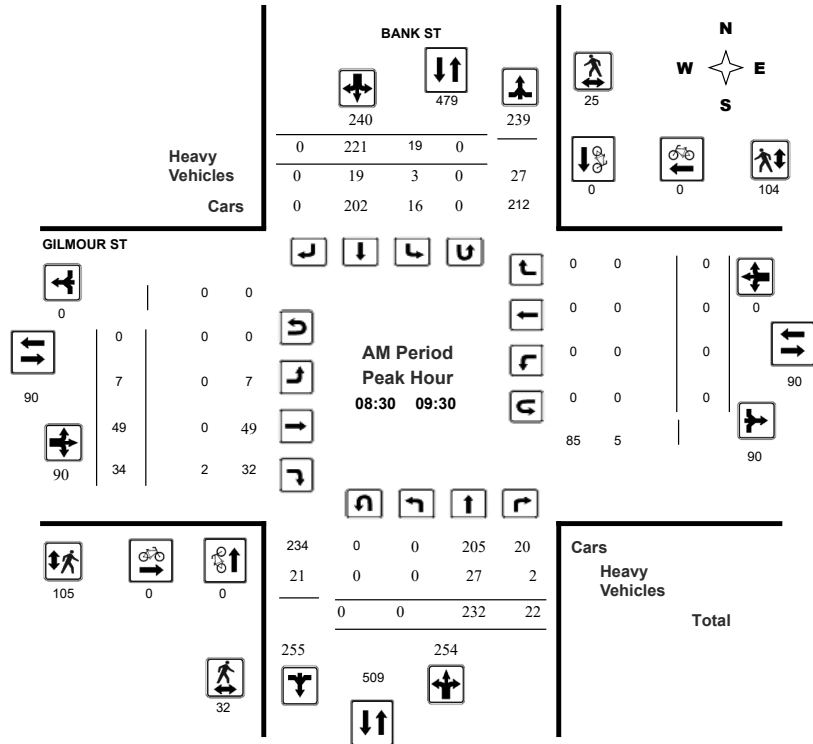 BANK ST
N
W E
S
479
25
240 239
0 221 19 0
Heavy
Vehicles
0 19 3 0 27
Cars 0 202 16 0 212
0 0 104
GILMOUR ST
0 0 0 0 0
0
0 0 0 0 0 0
0
90 90
7 0 7
AM Period
Peak Hour
08:30 09:30
0 0 0
0 0 0
49 0 49
85 5
90 90
34 2 32
234 0 0 205 20 Cars
21 0 0 27 2 Heavy
Vehicles
105 0 0
0 0 232 22 Total
255 509 254
32